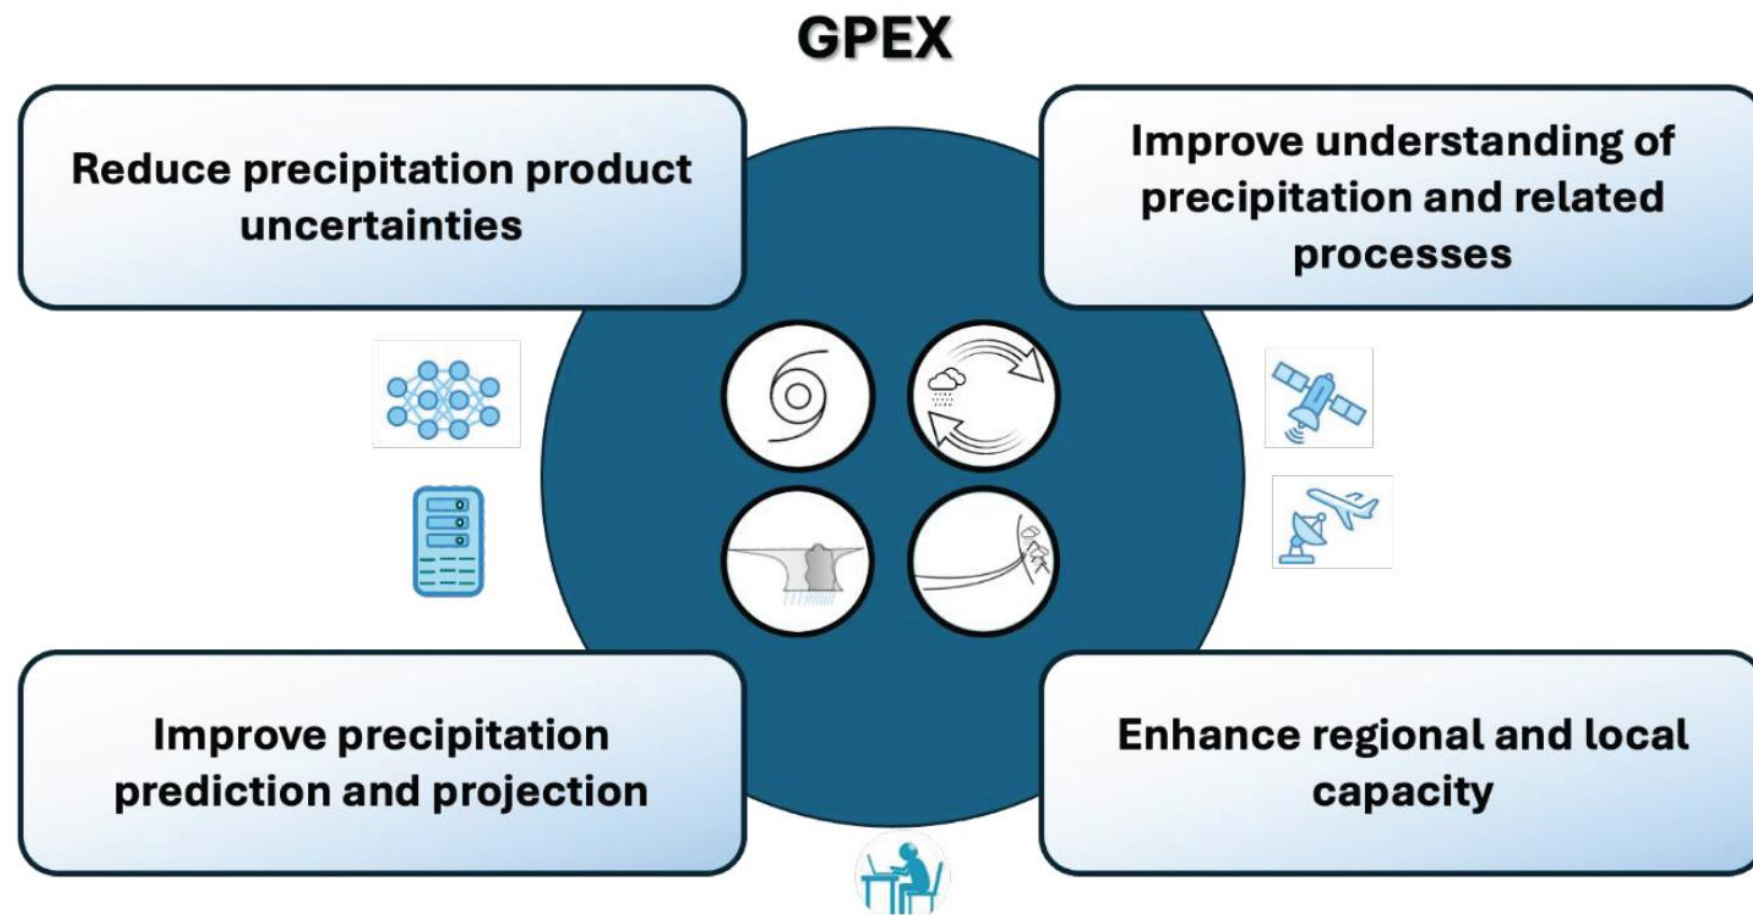 GPEX
Reduce precipitation product
uncertainties
Improve understanding of
precipitation and related
processes
Improve precipitation
prediction and projection
Enhance regional and local
capacity